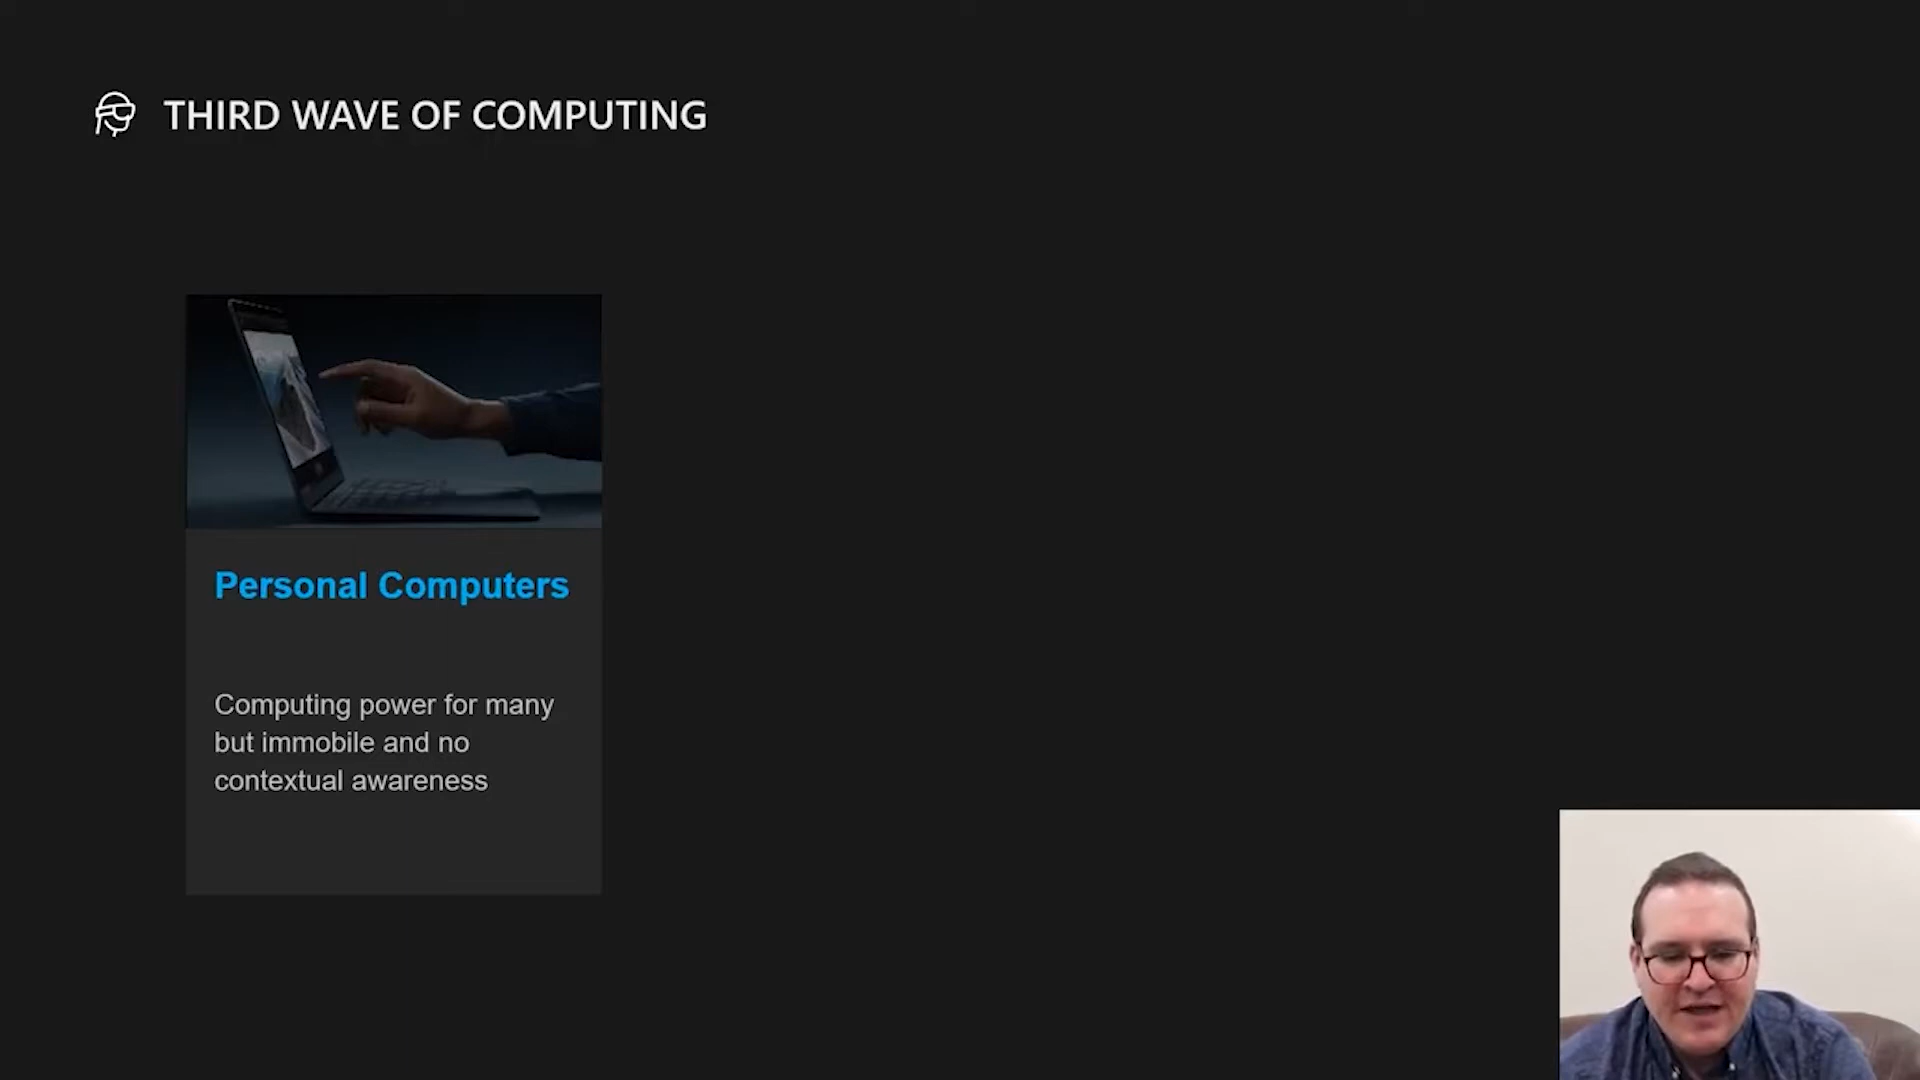 THIRD WAVE OF COMPUTING
Personal Computers
Computing power for many
but immobile and no
contextual awareness